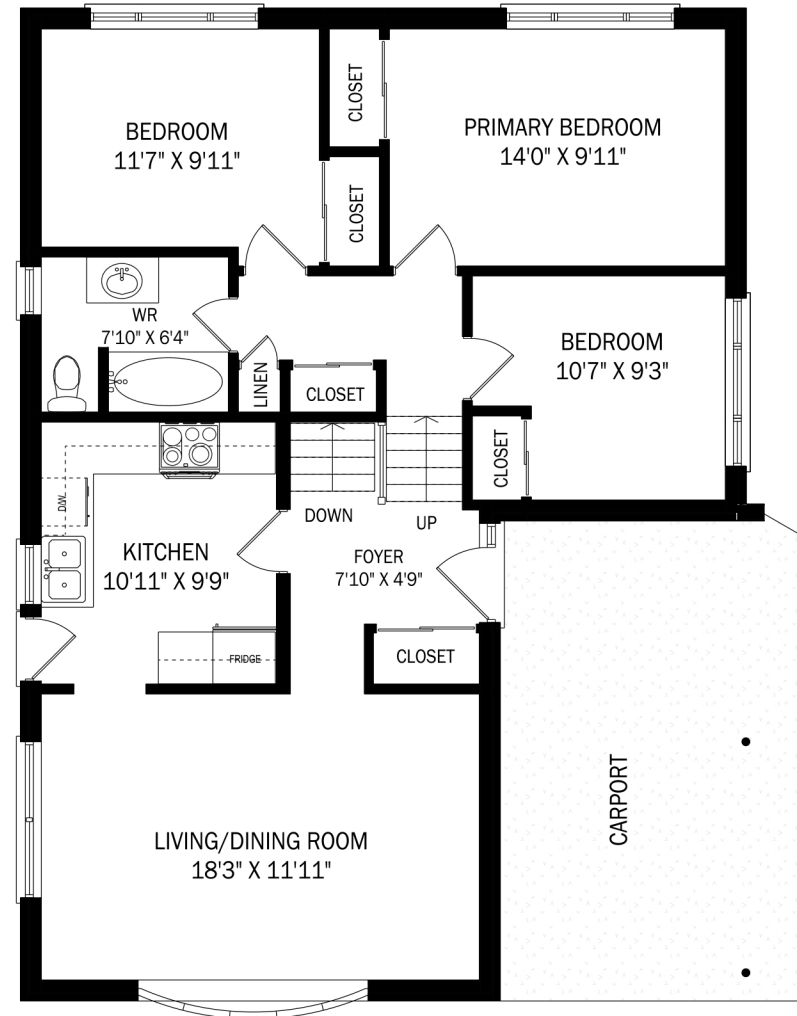 BEDROOM
11'7" X 9'11"
CLOSET
PRIMARY BEDROOM
14'0" X 9'11"
CLOSET
WR
7'10" X 6'4"
LINEN
CLOSET
BEDROOM
10'7" X 9'3"
CLOSET
D/W
KITCHEN
10'11" X 9'9"
DOWN
UP
FOYER
7'10" X 4'9"
FRIDGE
CLOSET
LIVING/DINING ROOM
18'3" X 11'11"
CARPORT